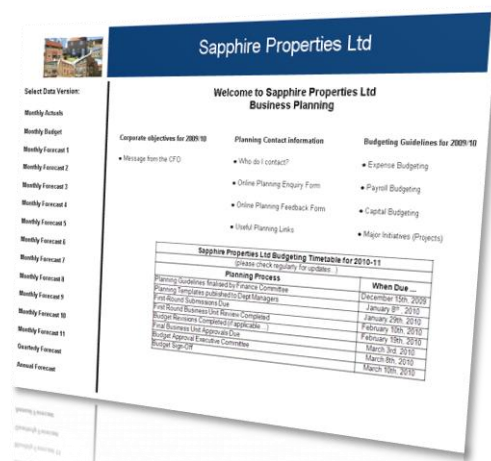 Sapphire Properties Ltd
Select Data Version:
Monthly Actuals
Monthly Budget
Monthly Forecast 1
Monthly Forecast 2
Monthly Forecast 3
Monthly Forecast 4
Monthly Forecast 5
Monthly Forecast 6
Monthly Forecast 7
Monthly Forecast 8
Monthly Forecast 9
Monthly Forecast 10
Monthly Forecast 11
Quarterly Forecast
Annual Forecast
Welcome to Sapphire Properties Ltd
Business Planning
Corporate objectives for 2009/10
• Message from the CFO
Planning Contact information
• Who do I contact?
• Online Planning Enquiry Form
• Online Planning Feedback Form
• Useful Planning Links
Budgeting Guidelines for 2009/10
• Expense Budgeting
• Payroll Budgeting
• Capital Budgeting
• Major Initiatives (Projects)
Sapphire Properties Ltd Budgeting Timetable for 2010-11
(please check regularly for updates...)
Planning Process When Due ...
Planning Guidelines finalised by Finance Committee December 15th, 2009
Planning Templates published to Dept Managers January 8th, 2010
First-Round Submissions Due January 29th, 2010
First Round Business Unit Review Completed February 10th, 2010
Budget Revisions Completed (if applicable...) February 19th, 2010
Final Business Unit Approvals Due March 3rd, 2010
Budget Approval Executive Committee March 8th, 2010
Budget Sign-Off March 10th, 2010